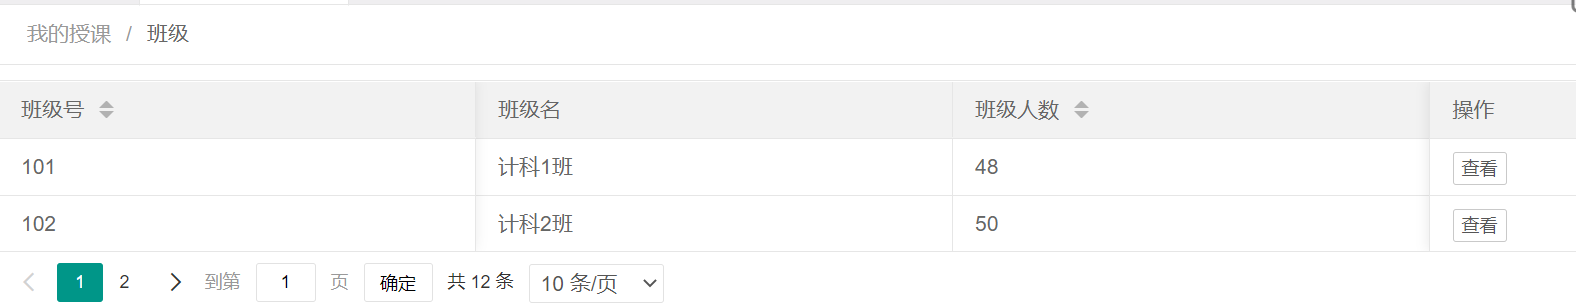 我的授课 / 班级
班级号 班级名 班级人数 操作
101 计科1班 48 查看
102 计科2班 50 查看
1 2 到第 1 页 确定 共 12 条 10 条/页